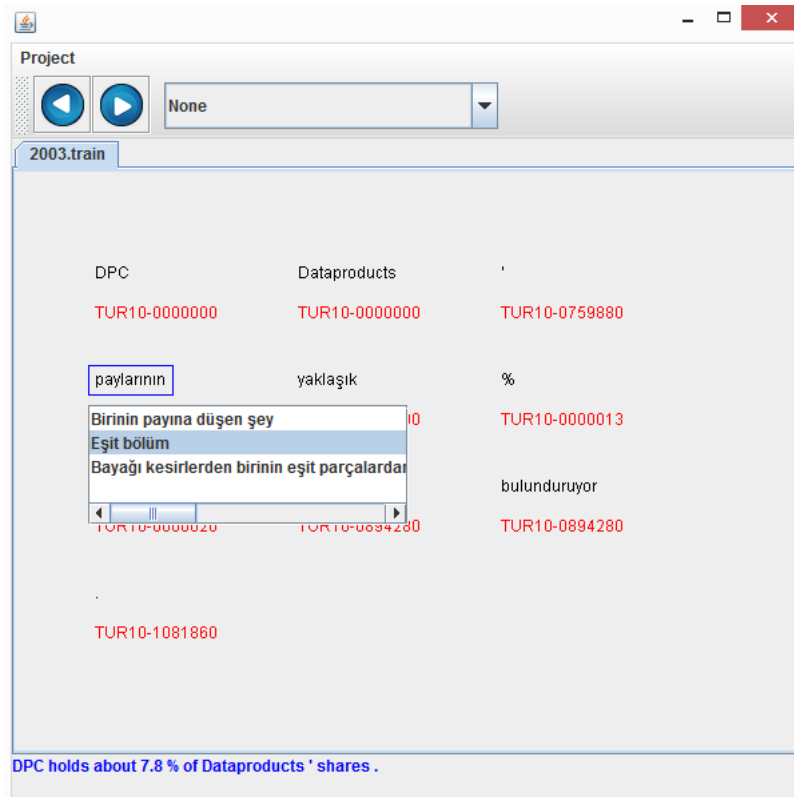 Project
None
2003.train
DPC Dataproducts '
TUR10-0000000 TUR10-0000000 TUR10-0759880
paylarının yaklaşık %
TUR10-0000013
Birinin payına düşen şey
Eşit bölüm
Bayağı kesirlerden birinin eşit parçalardan
bulunduruyor
TUR10-0000020 TUR10-0894280 TUR10-0894280
.
TUR10-1081860
DPC holds about 7.8 % of Dataproducts ' shares .